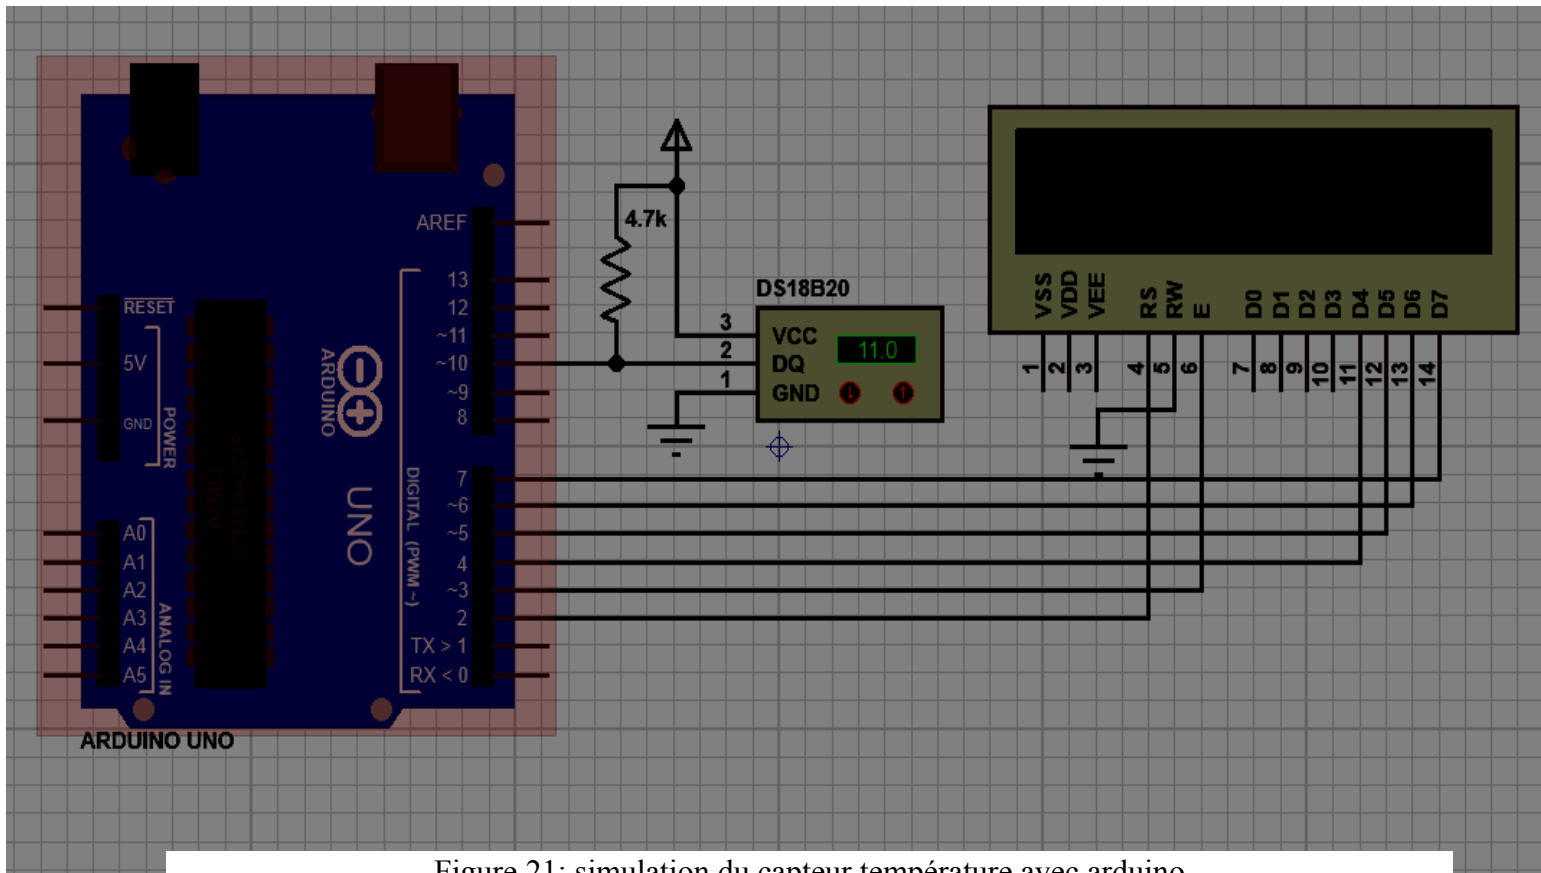 AREF
13
12
~11
~10
~9
8
7
~6
~5
4
~3
2
TX > 1
RX < 0
DIGITAL (PWM ~)
RESET
5V
GND
POWER
A0
A1
A2
A3
A4
A5
ANALOG IN
ARDUINO
UNO
ARDUINO UNO
4.7k
DS18B20
3 VCC
2 DQ
1 GND
11.0
VSS VDD VEE RS RW E D0 D1 D2 D3 D4 D5 D6 D7
1 2 3 4 5 6 7 8 9 10 11 12 13 14
Figure 21: simulation du capteur température avec arduino